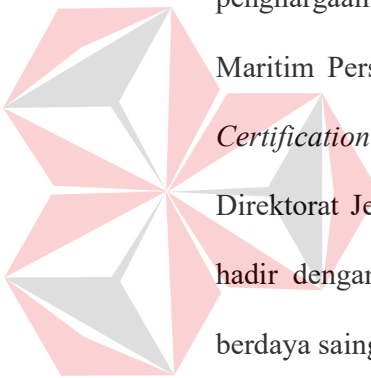 penghargaan
Maritim Pers
Certification
Direktorat Je
hadir dengan
berdaya saing